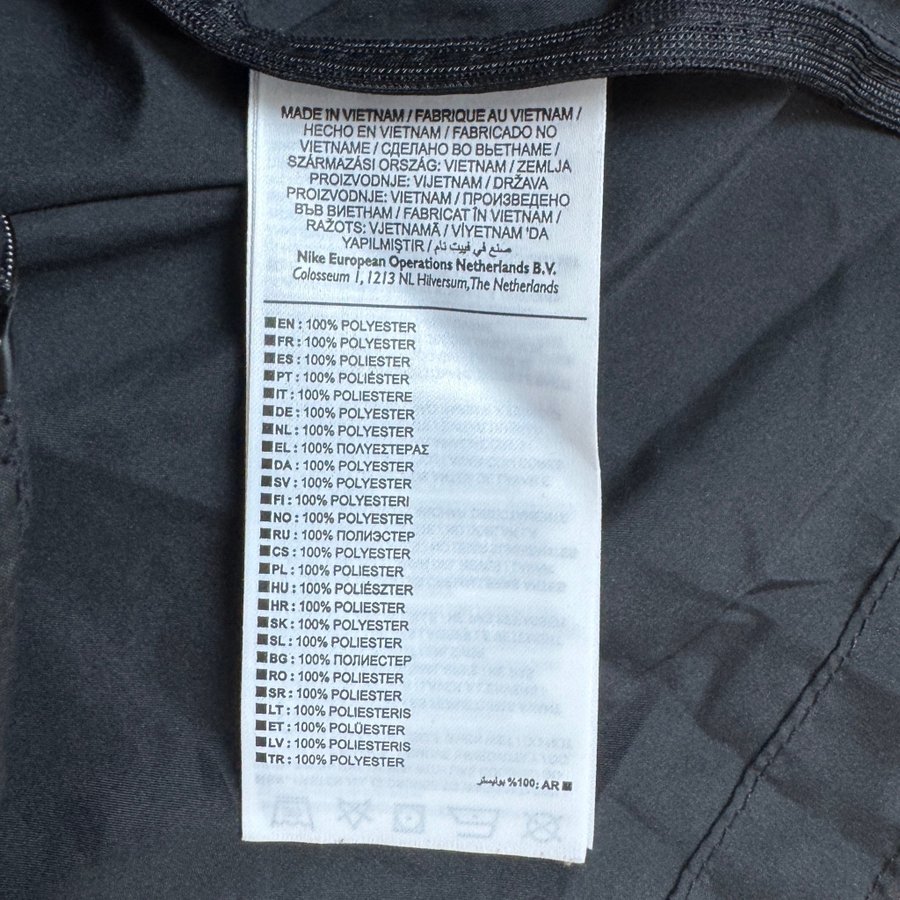 MADE IN VIETNAM / FABRIQUE AU VIETNAM /
HECHO EN VIETNAM / FABRICADO NO
VIETNAME / СДЕЛАНО ВО ВЬЕТНАМЕ /
SZÁRMAZÁSI ORSZÁG: VIETNAM / ZEMLJA
PROIZVODNJE: VIJETNAM / DRŽAVA
PROIZVODNJE: VIETNAM / ПРОИЗВЕДЕНО
ВЪВ ВИЕТНАМ / FABRICAT ÎN VIETNAM /
RAŽOTS: VJETNAMĀ / VİYETNAM 'DA
YAPILMIŞTIR / صنع في فييت نام
Nike European Operations Netherlands B.V.
Colosseum 1, 1213 NL Hilversum,The Netherlands
EN : 100% POLYESTER
FR : 100% POLYESTER
ES : 100% POLIESTER
PT : 100% POLIÉSTER
IT : 100% POLIESTERE
DE : 100% POLYESTER
NL : 100% POLYESTER
EL : 100% ΠΟΛΥΕΣΤΕΡΑΣ
DA : 100% POLYESTER
SV : 100% POLYESTER
FI : 100% POLYESTERI
NO : 100% POLYESTER
RU : 100% ПОЛИЭСТЕР
CS : 100% POLYESTER
PL : 100% POLIESTER
HU : 100% POLIÉSZTER
HR : 100% POLIESTER
SK : 100% POLYESTER
SL : 100% POLIESTER
BG : 100% ПОЛИЕСТЕР
RO : 100% POLIESTER
SR : 100% POLIESTER
LT : 100% POLIESTERIS
ET : 100% POLÜESTER
LV : 100% POLIESTERIS
TR : 100% POLYESTER
AR :100% بوليستر